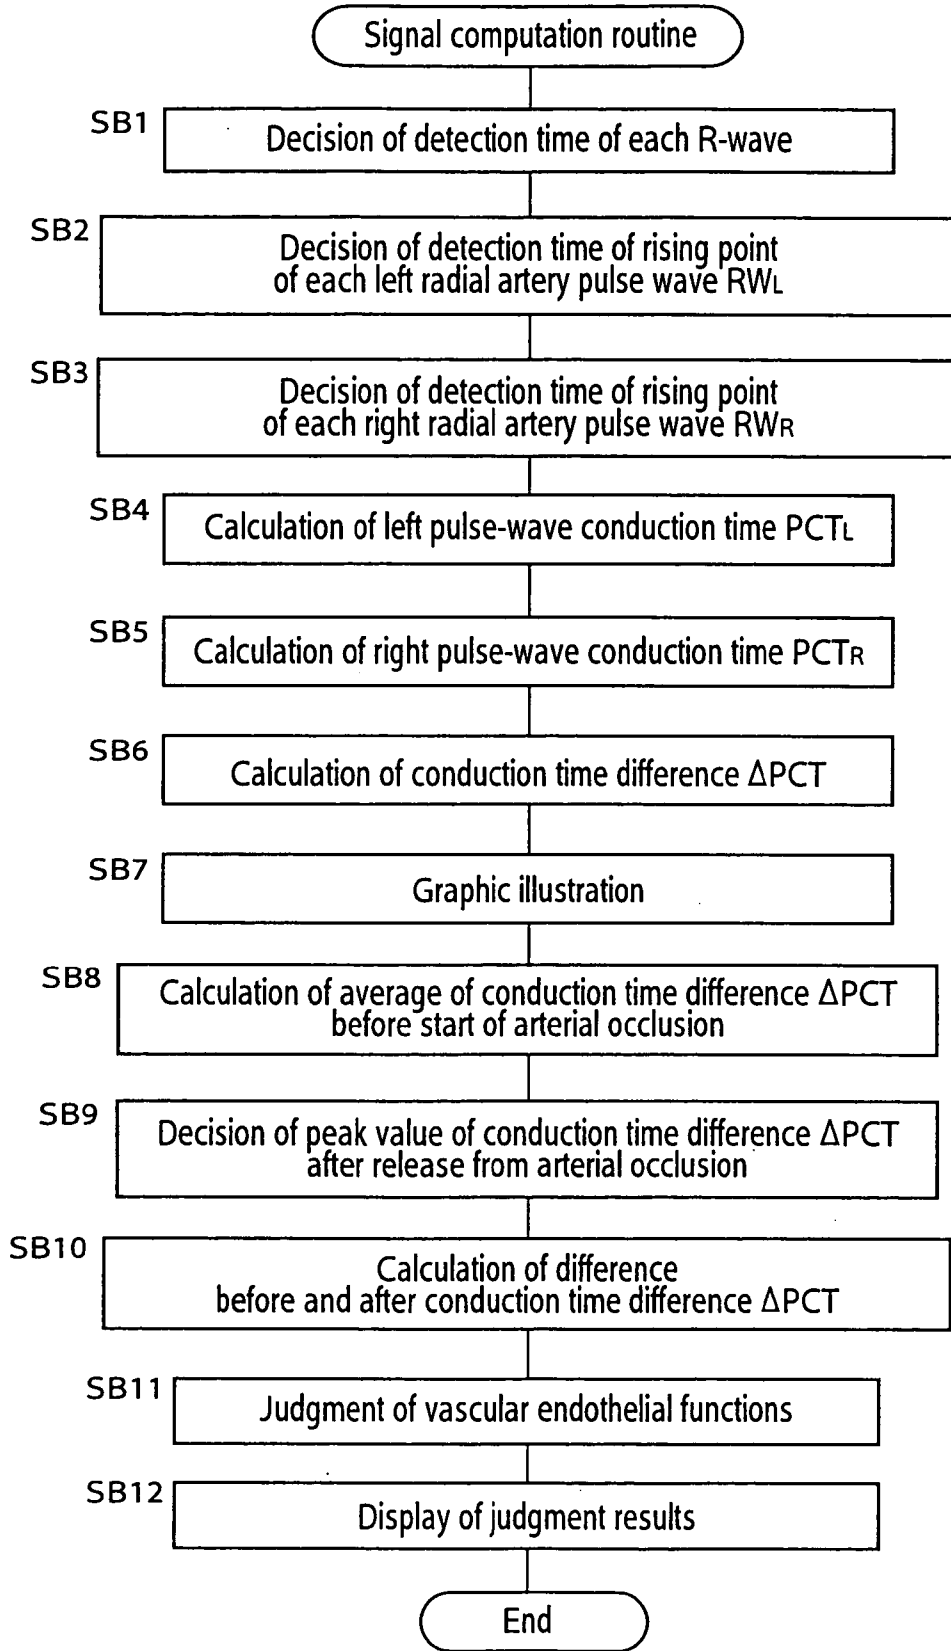 Signal computation routine
SB1
Decision of detection time of each R-wave
SB2
Decision of detection time of rising point
of each left radial artery pulse wave RWL
SB3
Decision of detection time of rising point
of each right radial artery pulse wave RWR
SB4
Calculation of left pulse-wave conduction time PCTL
SB5
Calculation of right pulse-wave conduction time PCTR
SB6
Calculation of conduction time difference ΔPCT
SB7
Graphic illustration
SB8
Calculation of average of conduction time difference ΔPCT
before start of arterial occlusion
SB9
Decision of peak value of conduction time difference ΔPCT
after release from arterial occlusion
SB10
Calculation of difference
before and after conduction time difference ΔPCT
SB11
Judgment of vascular endothelial functions
SB12
Display of judgment results
End